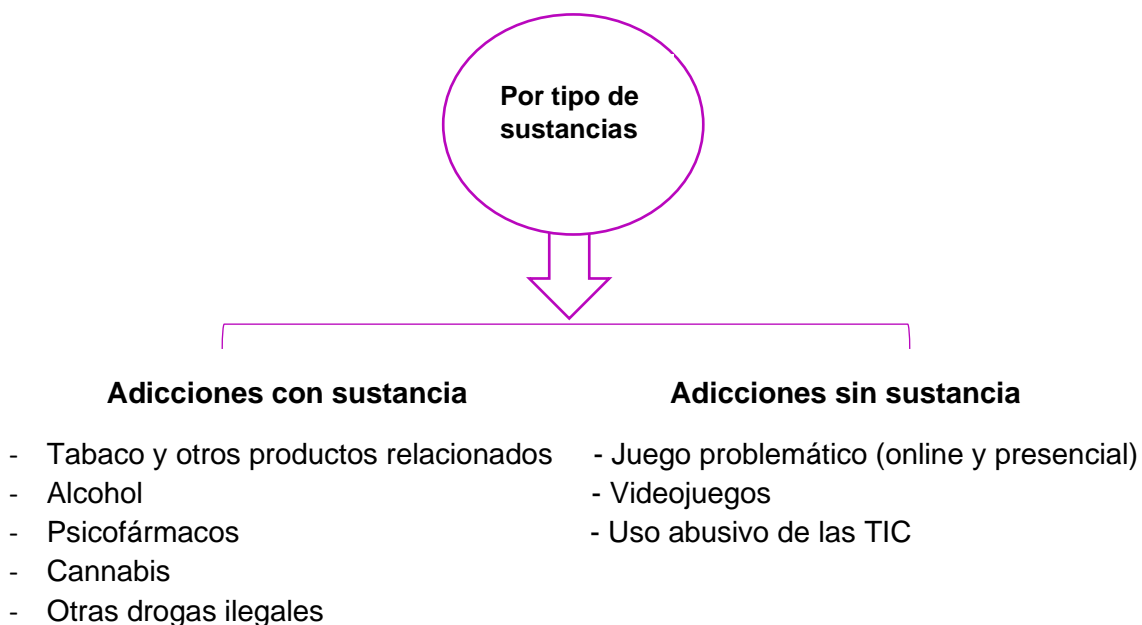 Por tipo de
sustancias
Adicciones con sustancia
- Tabaco y otros productos relacionados
- Alcohol
- Psicofármacos
- Cannabis
- Otras drogas ilegales
Adicciones sin sustancia
- Juego problemático (online y presencial)
- Videojuegos
- Uso abusivo de las TIC